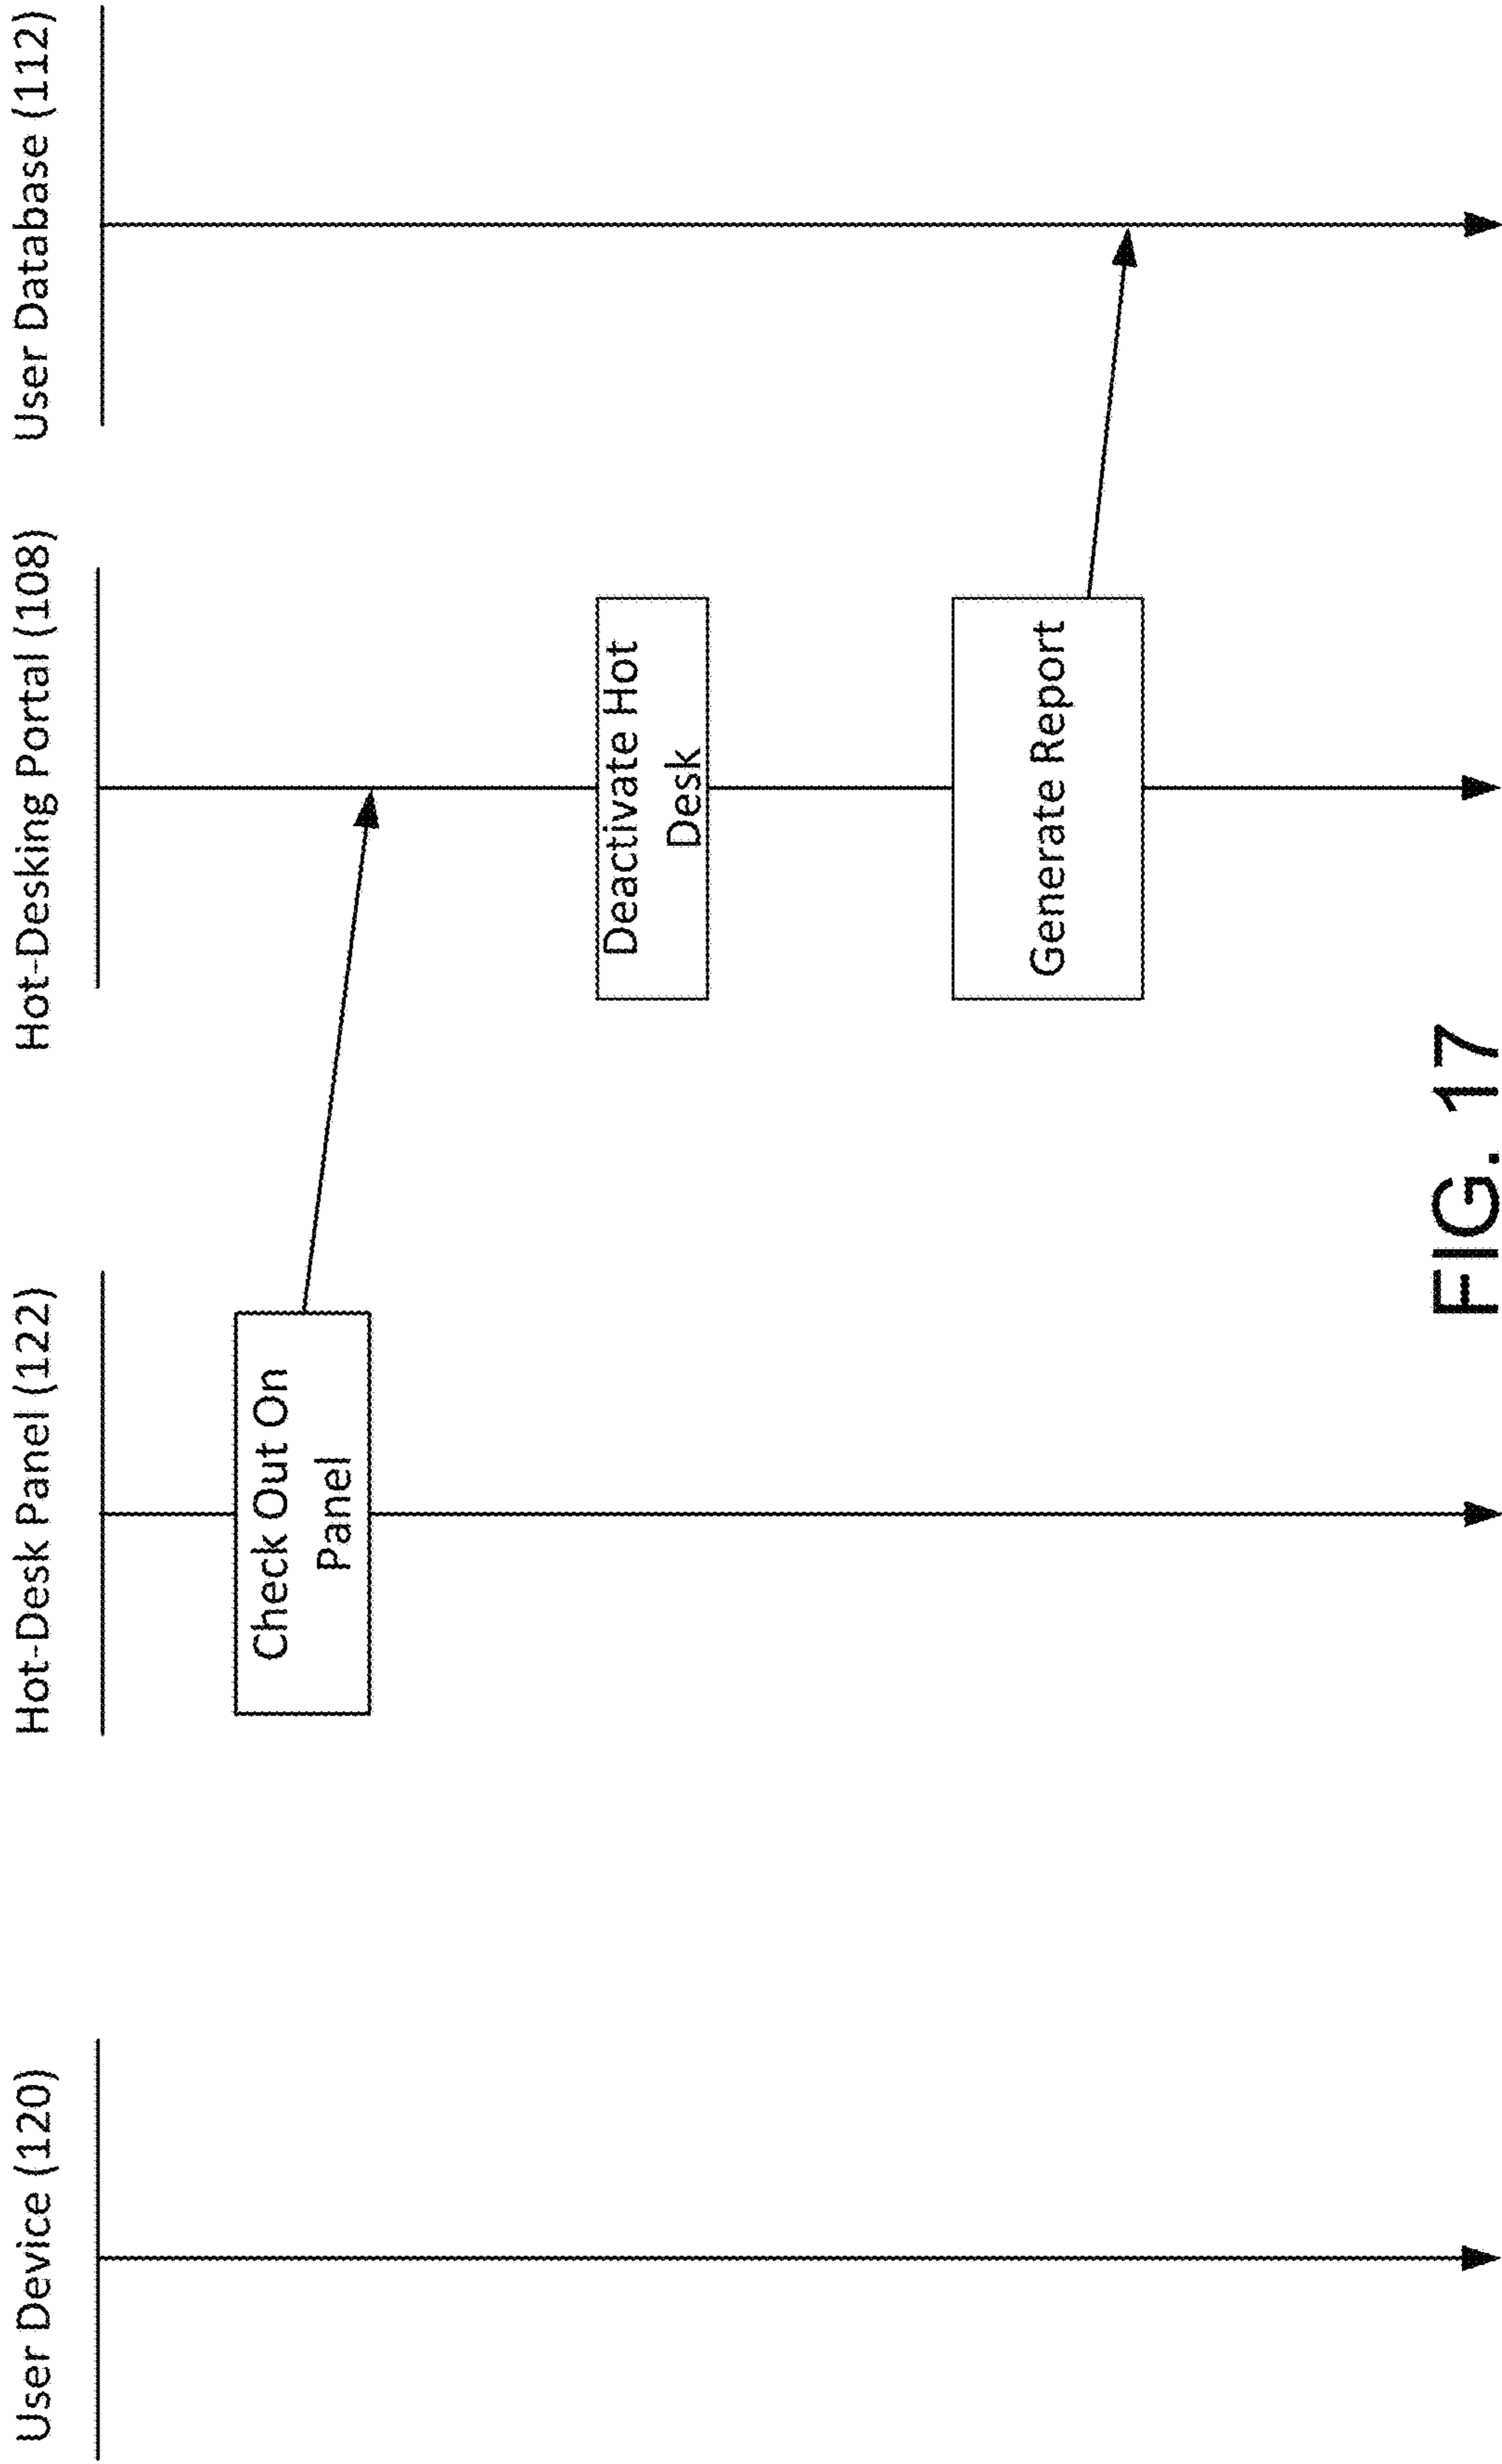 User Device (120)
Hot-Desk Panel (122)
Hot-Desking Portal (108)
User Database (112)
Check Out On
Panel
Deactivate Hot
Desk
Generate Report
FIG. 17